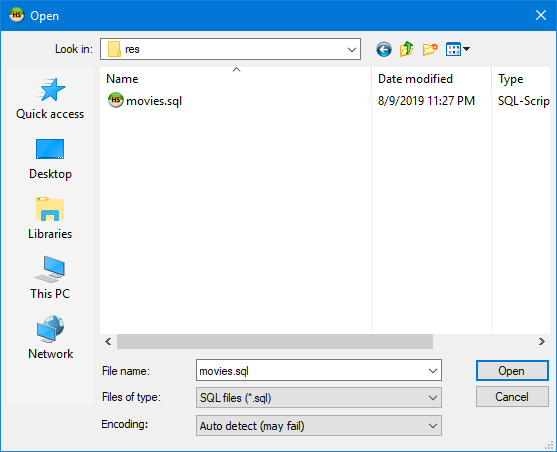 HS Open
Look in: res
Name Date modified Type
HS movies.sql 8/9/2019 11:27 PM SQL-Scrip
Quick access
Desktop
Libraries
This PC
Network
File name: movies.sql Open
Files of type: SQL files (*.sql) Cancel
Encoding: Auto detect (may fail)